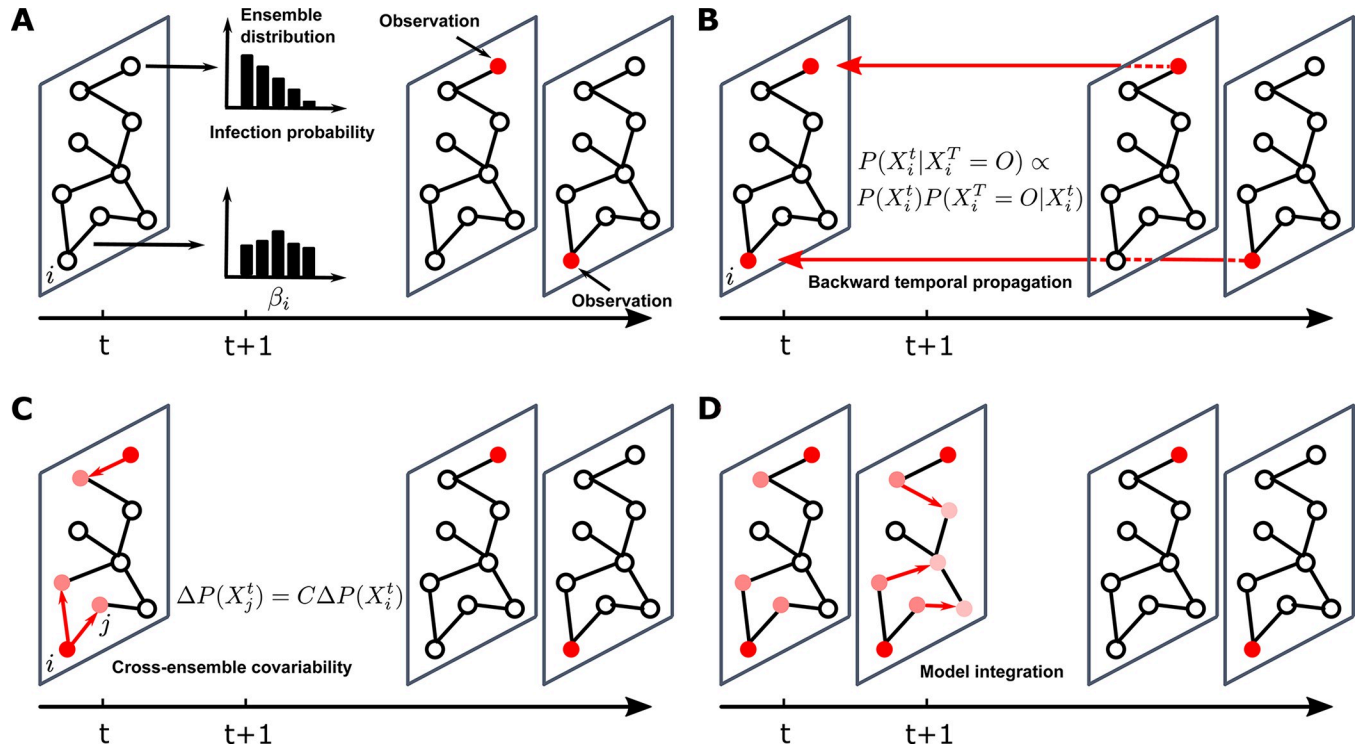 A
Ensemble
distribution
Infection probability
β_i
i
Observation
Observation
t
t+1
B
P(X_i^t|X_i^T = O) ∝
P(X_i^t)P(X_i^T = O|X_i^t)
i
Backward temporal propagation
t
t+1
C
ΔP(X_j^t) = CΔP(X_i^t)
j
i
Cross-ensemble covariability
t
t+1
D
Model integration
t
t+1